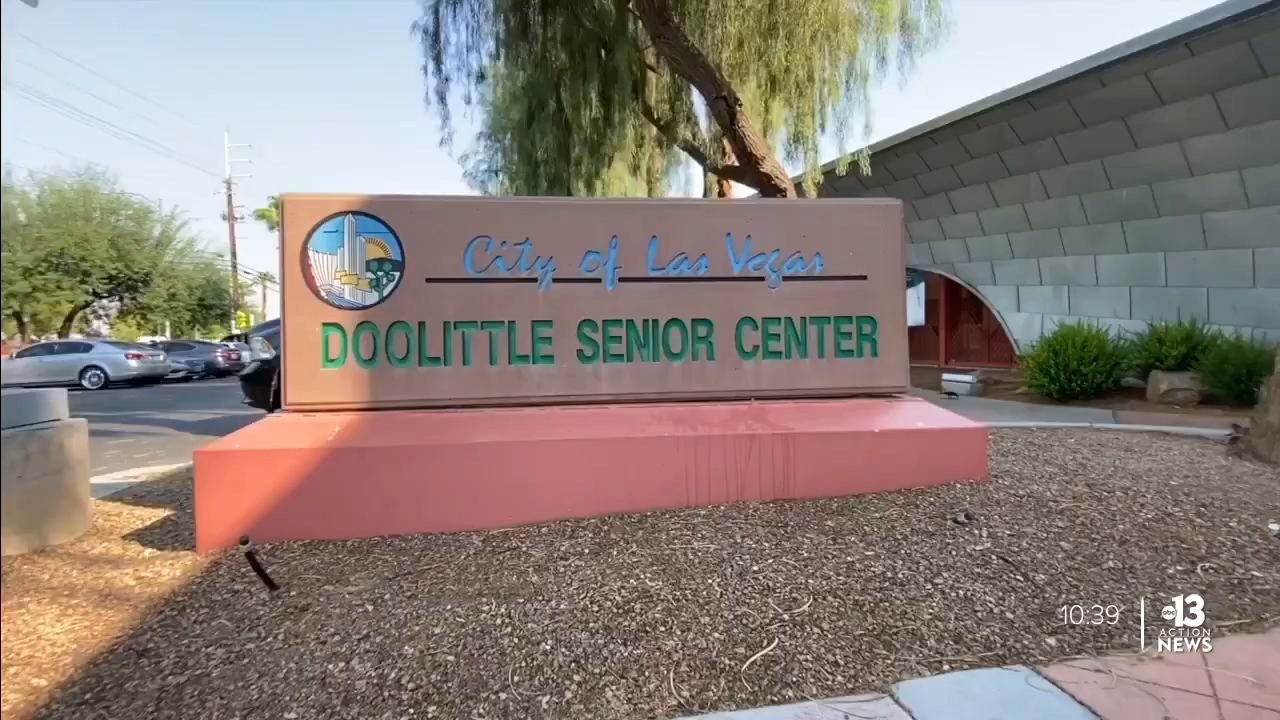 City of Las Vegas
DOOLITTLE SENIOR CENTER
10:39
abc 13
ACTION
NEWS